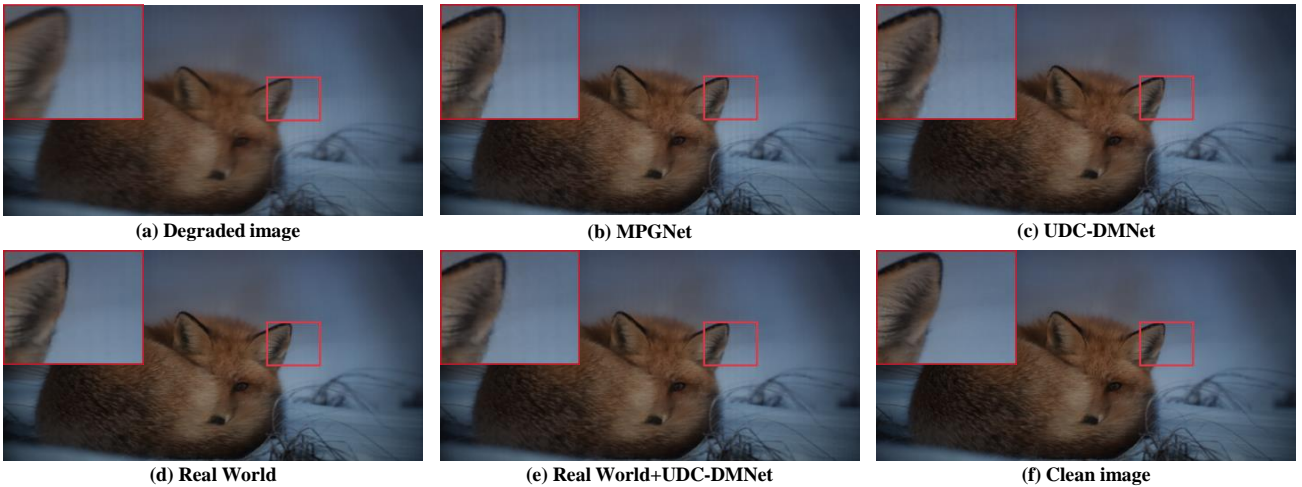 (a) Degraded image
(b) MPGNet
(c) UDC-DMNet
(d) Real World
(e) Real World+UDC-DMNet
(f) Clean image